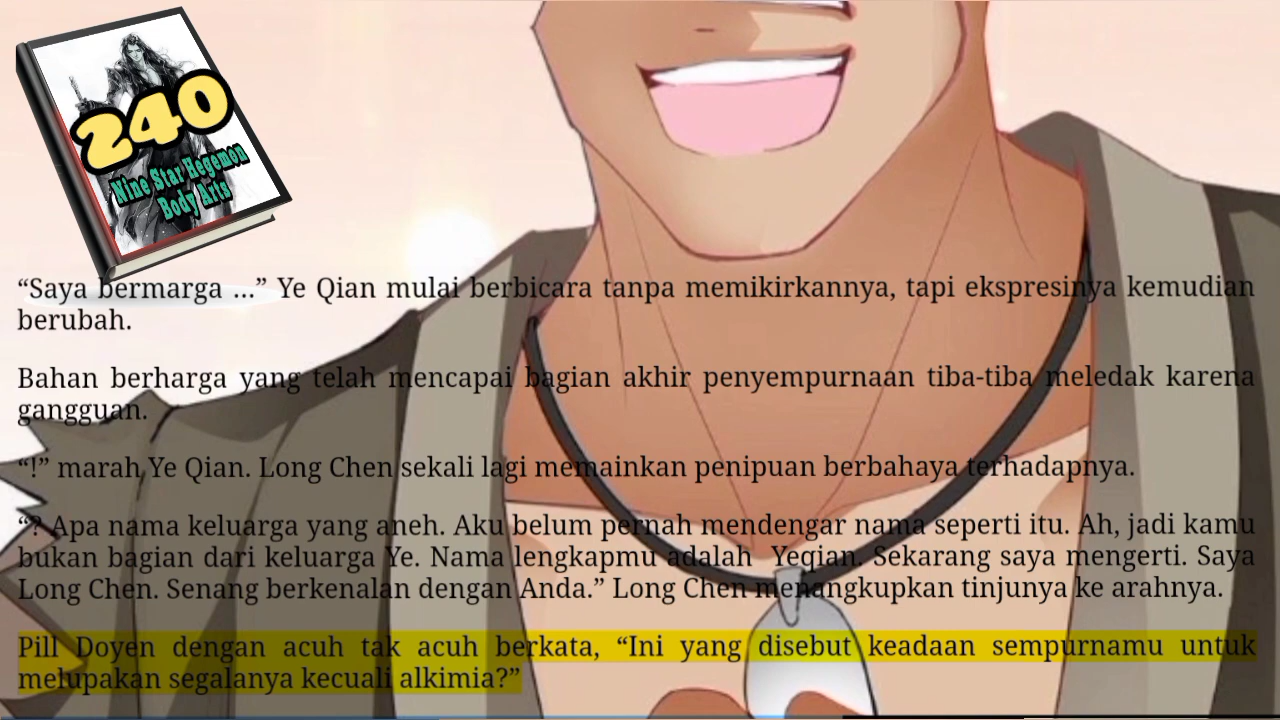 240
Nine Star Hegemon
Body Arts
“Saya bermarga ...” Ye Qian mulai berbicara tanpa memikirkannya, tapi ekspresinya kemudian
berubah.
Bahan berharga yang telah mencapai bagian akhir penyempurnaan tiba-tiba meledak karena
gangguan.
“!” marah Ye Qian. Long Chen sekali lagi memainkan penipuan berbahaya terhadapnya.
“? Apa nama keluarga yang aneh. Aku belum pernah mendengar nama seperti itu. Ah, jadi kamu
bukan bagian dari keluarga Ye. Nama lengkapmu adalah Yeqian. Sekarang saya mengerti. Saya
Long Chen. Senang berkenalan dengan Anda.” Long Chen menangkupkan tinjunya ke arahnya.
Pill Doyen dengan acuh tak acuh berkata, “Ini yang disebut keadaan sempurnamu untuk
melupakan segalanya kecuali alkimia?”